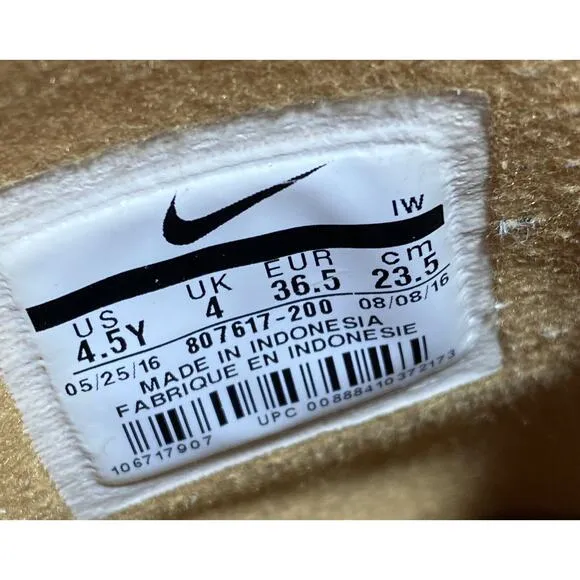 IW
US UK EUR cm
4.5Y 4 36.5 23.5
05/25/16 807617-200 08/08/16
MADE IN INDONESIA
FABRIQUE EN INDONESIE
106717907 UPC 00888410372173